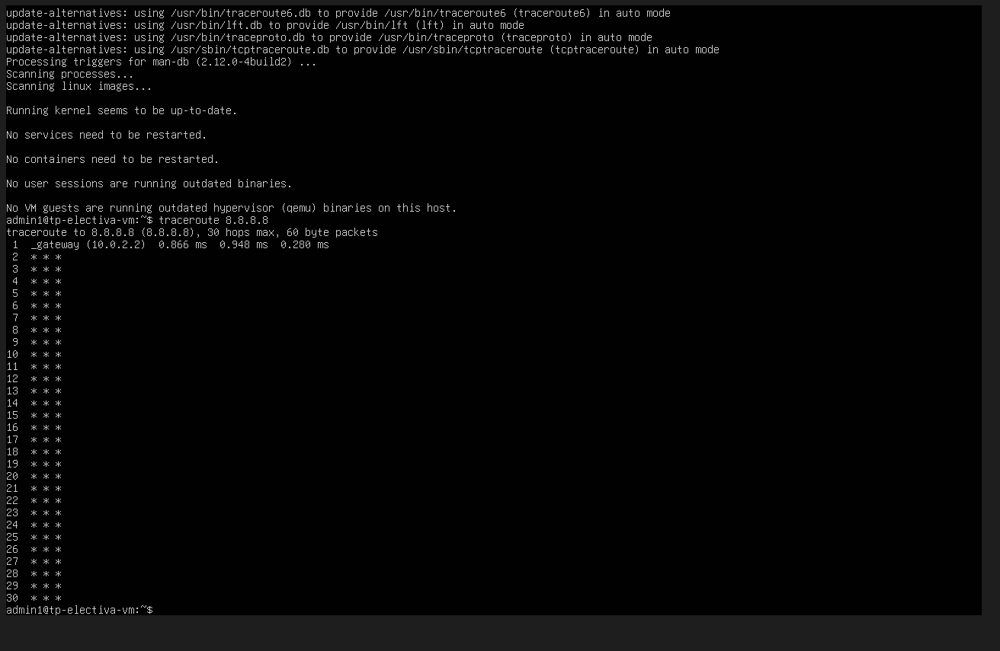 update-alternatives: using /usr/bin/traceroute6.db to provide /usr/bin/traceroute6 (traceroute6) in auto mode
update-alternatives: using /usr/bin/lft.db to provide /usr/bin/lft (lft) in auto mode
update-alternatives: using /usr/bin/traceproto.db to provide /usr/bin/traceproto (traceproto) in auto mode
update-alternatives: using /usr/sbin/tcptraceroute.db to provide /usr/sbin/tcptraceroute (tcptraceroute) in auto mode
Processing triggers for man-db (2.12.0-4build2) ...
Scanning processes...
Scanning linux images...
Running kernel seems to be up-to-date.
No services need to be restarted.
No containers need to be restarted.
No user sessions are running outdated binaries.
No VM guests are running outdated hypervisor (qemu) binaries on this host.
admin1@tp-electiva-vm:~$ traceroute 8.8.8.8
traceroute to 8.8.8.8 (8.8.8.8), 30 hops max, 60 byte packets
 1  _gateway (10.0.2.2)  0.866 ms  0.948 ms  0.280 ms
 2  * * *
 3  * * *
 4  * * *
 5  * * *
 6  * * *
 7  * * *
 8  * * *
 9  * * *
10  * * *
11  * * *
12  * * *
13  * * *
14  * * *
15  * * *
16  * * *
17  * * *
18  * * *
19  * * *
20  * * *
21  * * *
22  * * *
23  * * *
24  * * *
25  * * *
26  * * *
27  * * *
28  * * *
29  * * *
30  * * *
admin1@tp-electiva-vm:~$